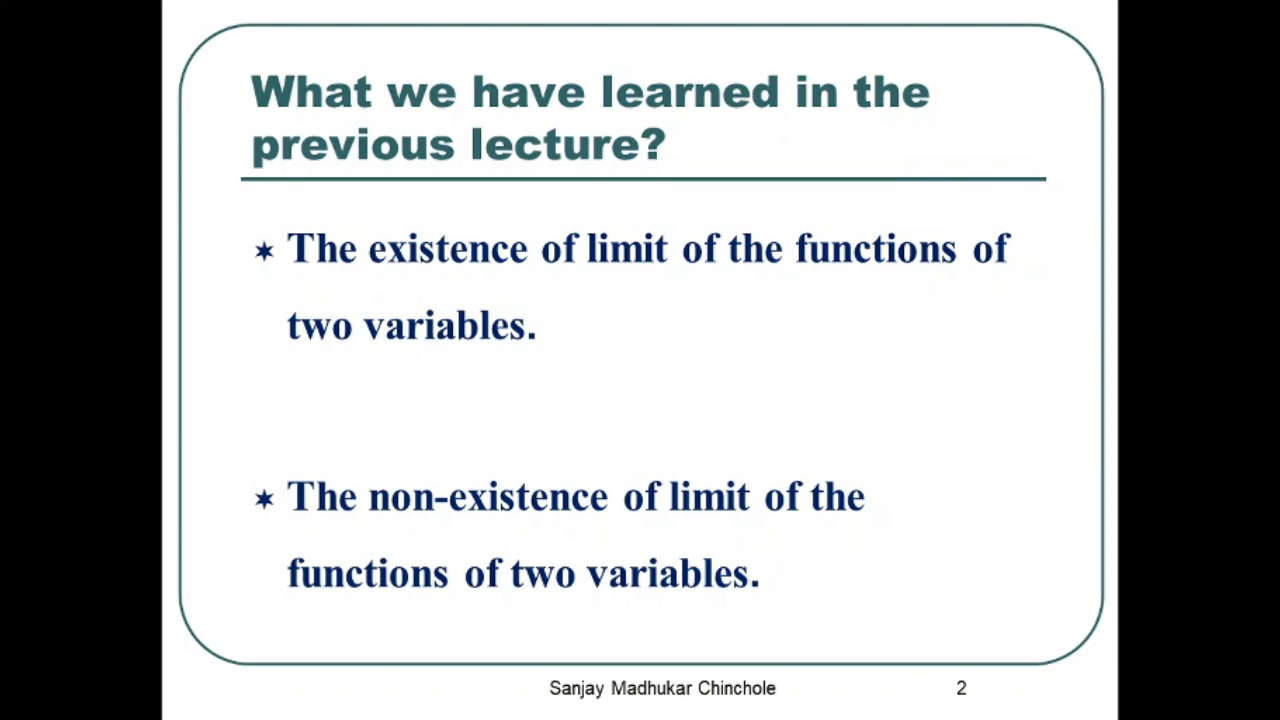 What we have learned in the
previous lecture?
✶ The existence of limit of the functions of
two variables.
✶ The non-existence of limit of the
functions of two variables.
Sanjay Madhukar Chinchole 2